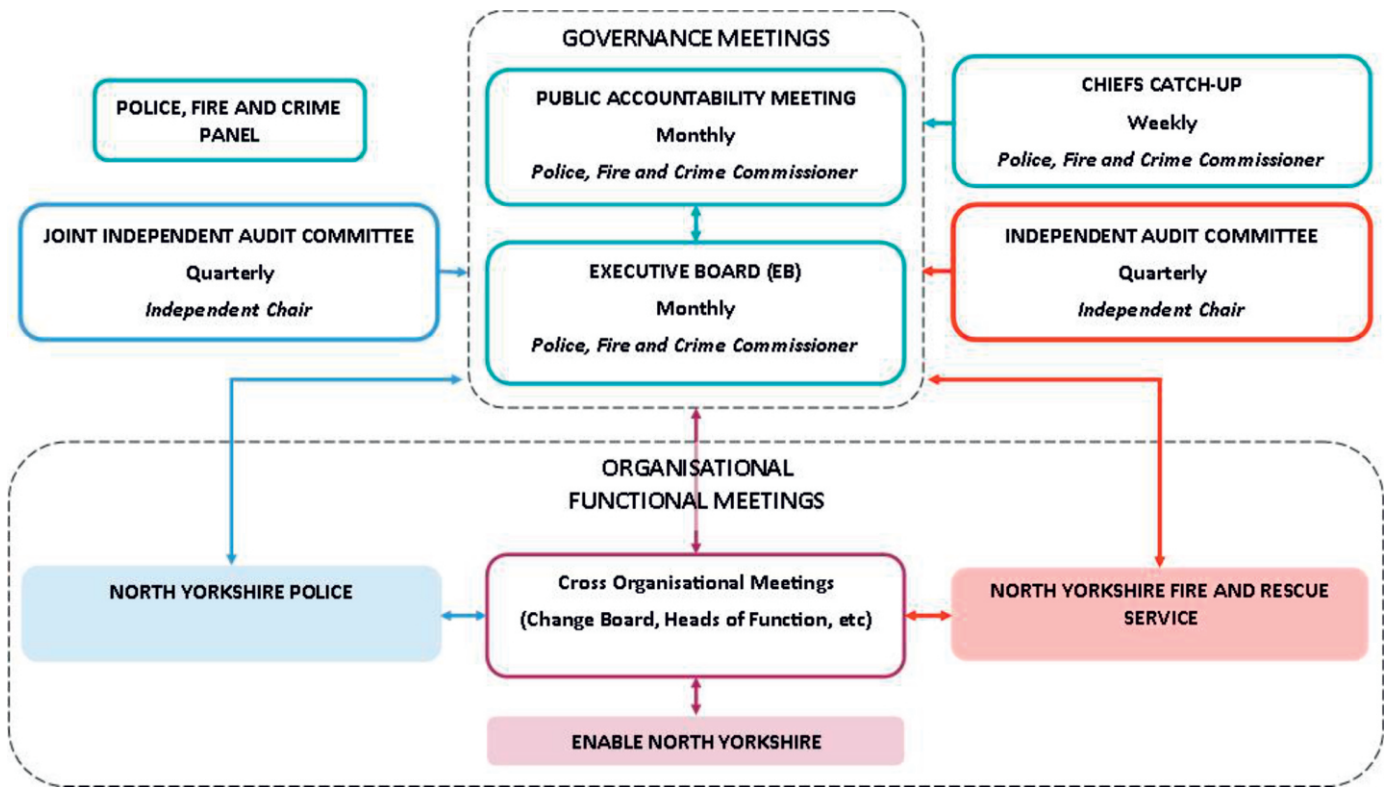 GOVERNANCE MEETINGS
POLICE, FIRE AND CRIME
PANEL
PUBLIC ACCOUNTABILITY MEETING
Monthly
Police, Fire and Crime Commissioner
CHIEFS CATCH-UP
Weekly
Police, Fire and Crime Commissioner
JOINT INDEPENDENT AUDIT COMMITTEE
Quarterly
Independent Chair
EXECUTIVE BOARD (EB)
Monthly
Police, Fire and Crime Commissioner
INDEPENDENT AUDIT COMMITTEE
Quarterly
Independent Chair
ORGANISATIONAL
FUNCTIONAL MEETINGS
NORTH YORKSHIRE POLICE
Cross Organisational Meetings
(Change Board, Heads of Function, etc)
NORTH YORKSHIRE FIRE AND RESCUE
SERVICE
ENABLE NORTH YORKSHIRE